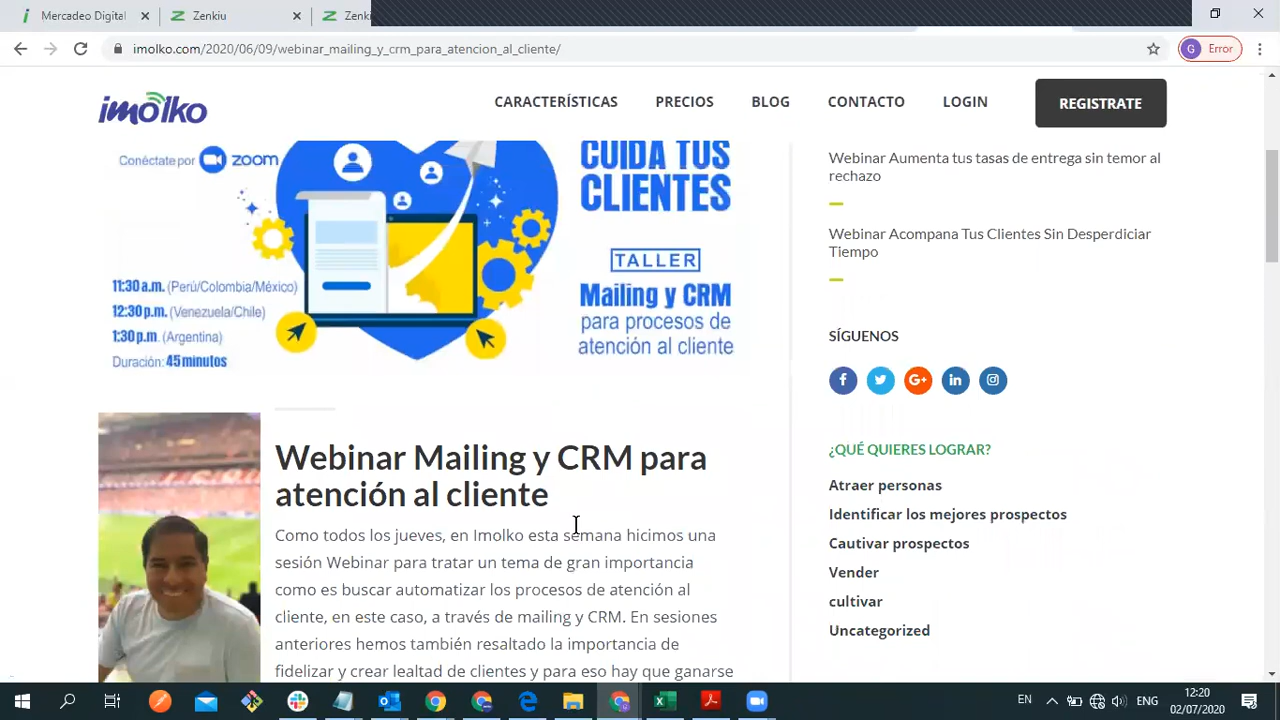 Mercadeo Digital
Zenkiu
Zenki
imolko.com/2020/06/09/webinar_mailing_y_crm_para_atencion_al_cliente/
G
Error
imolko
CARACTERÍSTICAS
PRECIOS
BLOG
CONTACTO
LOGIN
REGISTRATE
Conéctate por zoom
CUIDA TUS
CLIENTES
TALLER
Mailing y CRM
para procesos de
atención al cliente
11:30 a.m. (Perú/Colombia/México)
12:30 p.m. (Venezuela/Chile)
1:30 p.m (Argentina)
Duración: 45 minutos
Webinar Mailing y CRM para
atención al cliente
Como todos los jueves, en Imolko esta semana hicimos una
sesión Webinar para tratar un tema de gran importancia
como es buscar automatizar los procesos de atención al
cliente, en este caso, a través de mailing y CRM. En sesiones
anteriores hemos también resaltado la importancia de
fidelizar y crear lealtad de clientes y para eso hay que ganarse
Webinar Aumenta tus tasas de entrega sin temor al
rechazo
Webinar Acompana Tus Clientes Sin Desperdiciar
Tiempo
SÍGUENOS
¿QUÉ QUIERES LOGRAR?
Atraer personas
Identificar los mejores prospectos
Cautivar prospectos
Vender
cultivar
Uncategorized
EN
ENG
12:20
02/07/2020